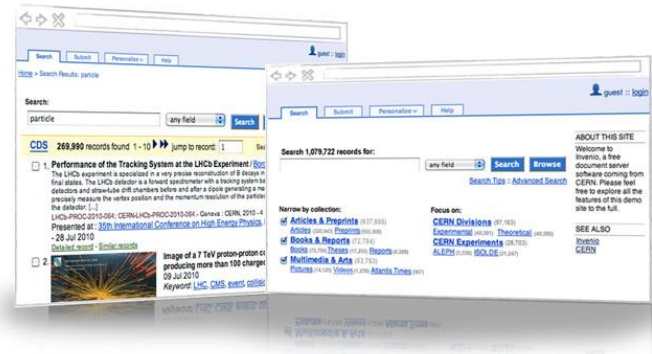 Search Submit Personalize Help
guest :: login
Home > Search Results: particle
Search:
particle any field Search
CDS 269,990 records found 1 - 10 jump to record: 1
1. Performance of the Tracking System at the LHCb Experiment /
The LHCb experiment is specialized in a very precise reconstruction of B decays in
final states. The LHCb detector is a forward spectrometer with a tracking system
detectors and straw-tube drift chambers before and after a dipole generating a
precisely measure the vertex position and the momentum resolution of the
the detector. [...]
LHCb-PROC-2010-064; CERN-LHCb-PROC-2010-064.- Geneva : CERN, 2010 - 4
Presented at : 35th International Conference on High Energy Physics,
- 28 Jul 2010
Detailed record - Similar records
2. Image of a 7 TeV proton-proton
producing more than 100 charged
09 Jul 2010
Keyword: LHC, CMS, event,
guest :: login
Search Submit Personalize Help
Search 1,079,722 records for:
any field Search Browse
Search Tips :: Advanced Search
Narrow by collection:
Articles & Preprints
Articles Preprints
Books & Reports (72,784)
Books Theses Reports
Multimedia & Arts
Pictures Videos Atlantis Times
Focus on:
CERN Divisions
Experimental Theoretical
CERN Experiments
ALEPH ISOLDE
ABOUT THIS SITE
Welcome to
Invenio, a free
document server
software coming from
CERN. Please feel
free to explore all the
features of this demo
site to the full.
SEE ALSO
Invenio
CERN